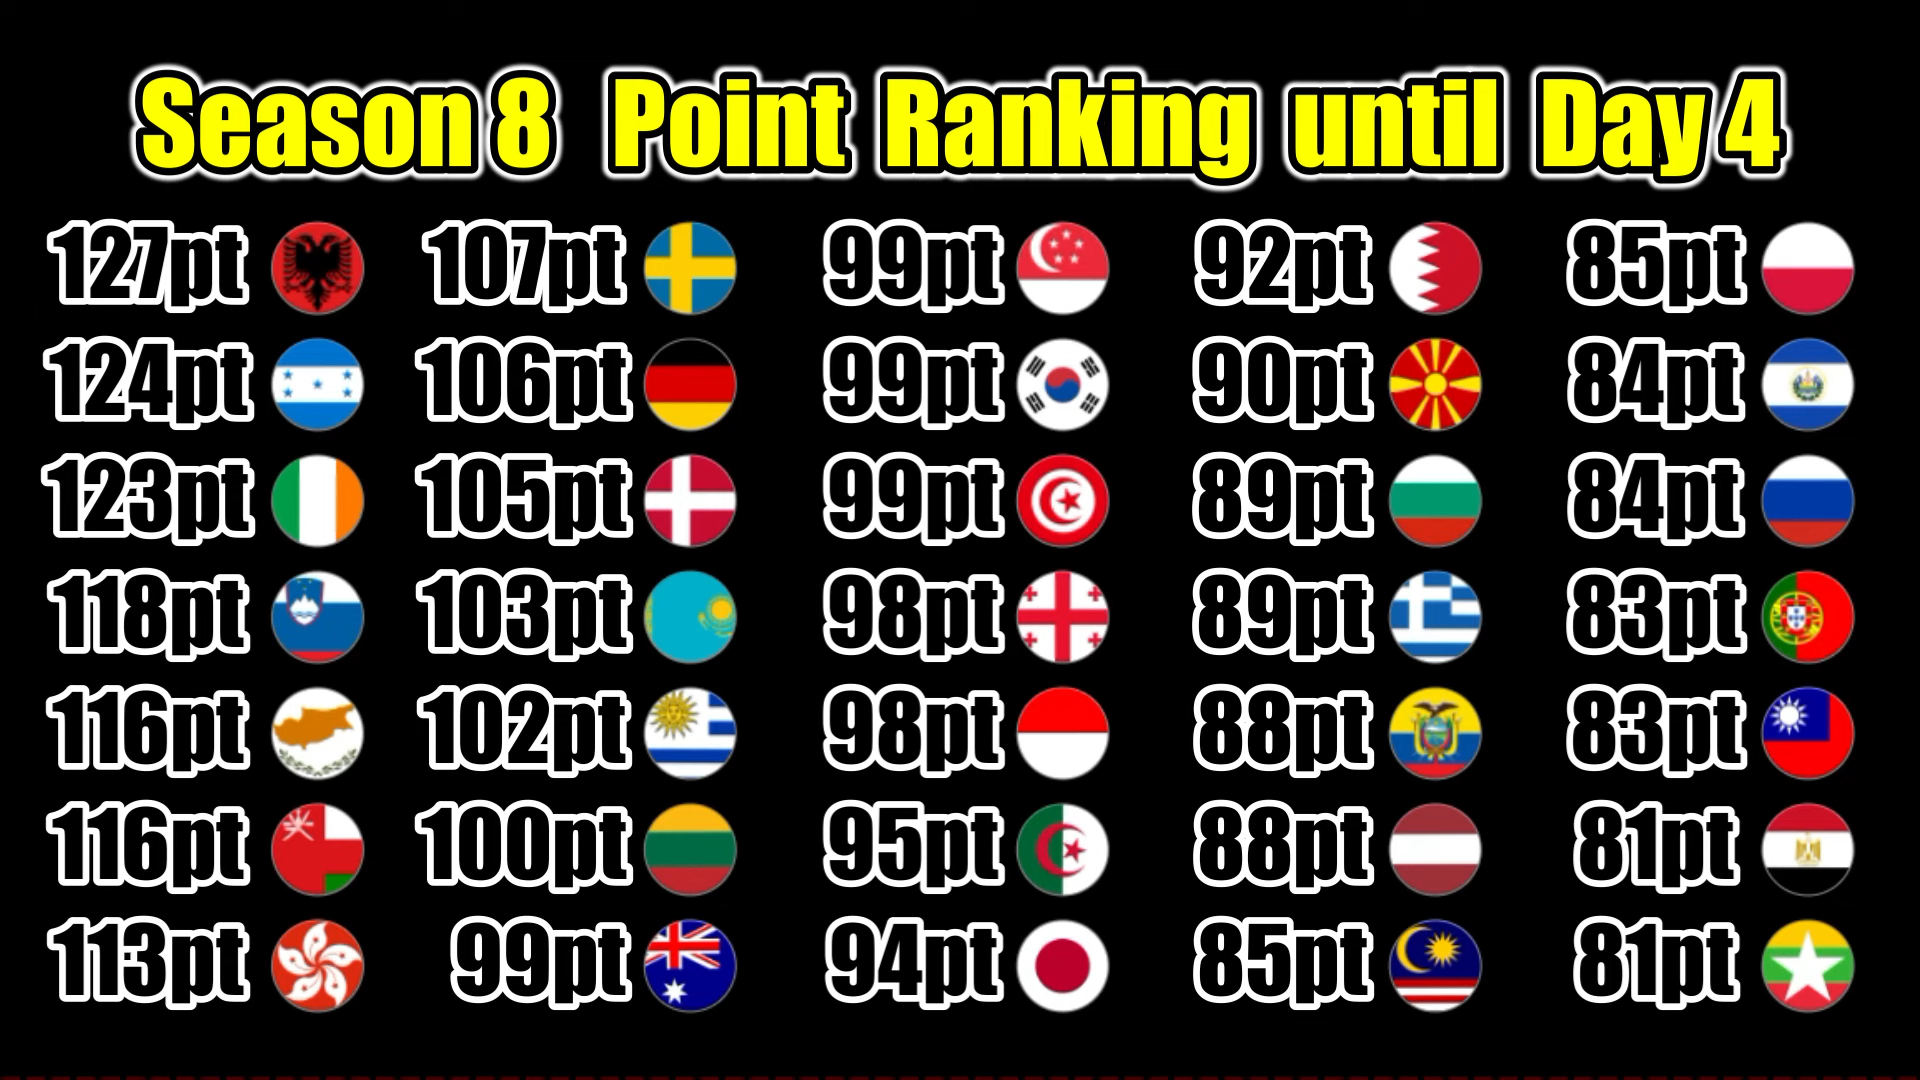 Season 8 Point Ranking until Day 4
127pt 107pt 99pt 92pt 85pt
124pt 106pt 99pt 90pt 84pt
123pt 105pt 99pt 89pt 84pt
118pt 103pt 98pt 89pt 83pt
116pt 102pt 98pt 88pt 83pt
116pt 100pt 95pt 88pt 81pt
113pt 99pt 94pt 85pt 81pt